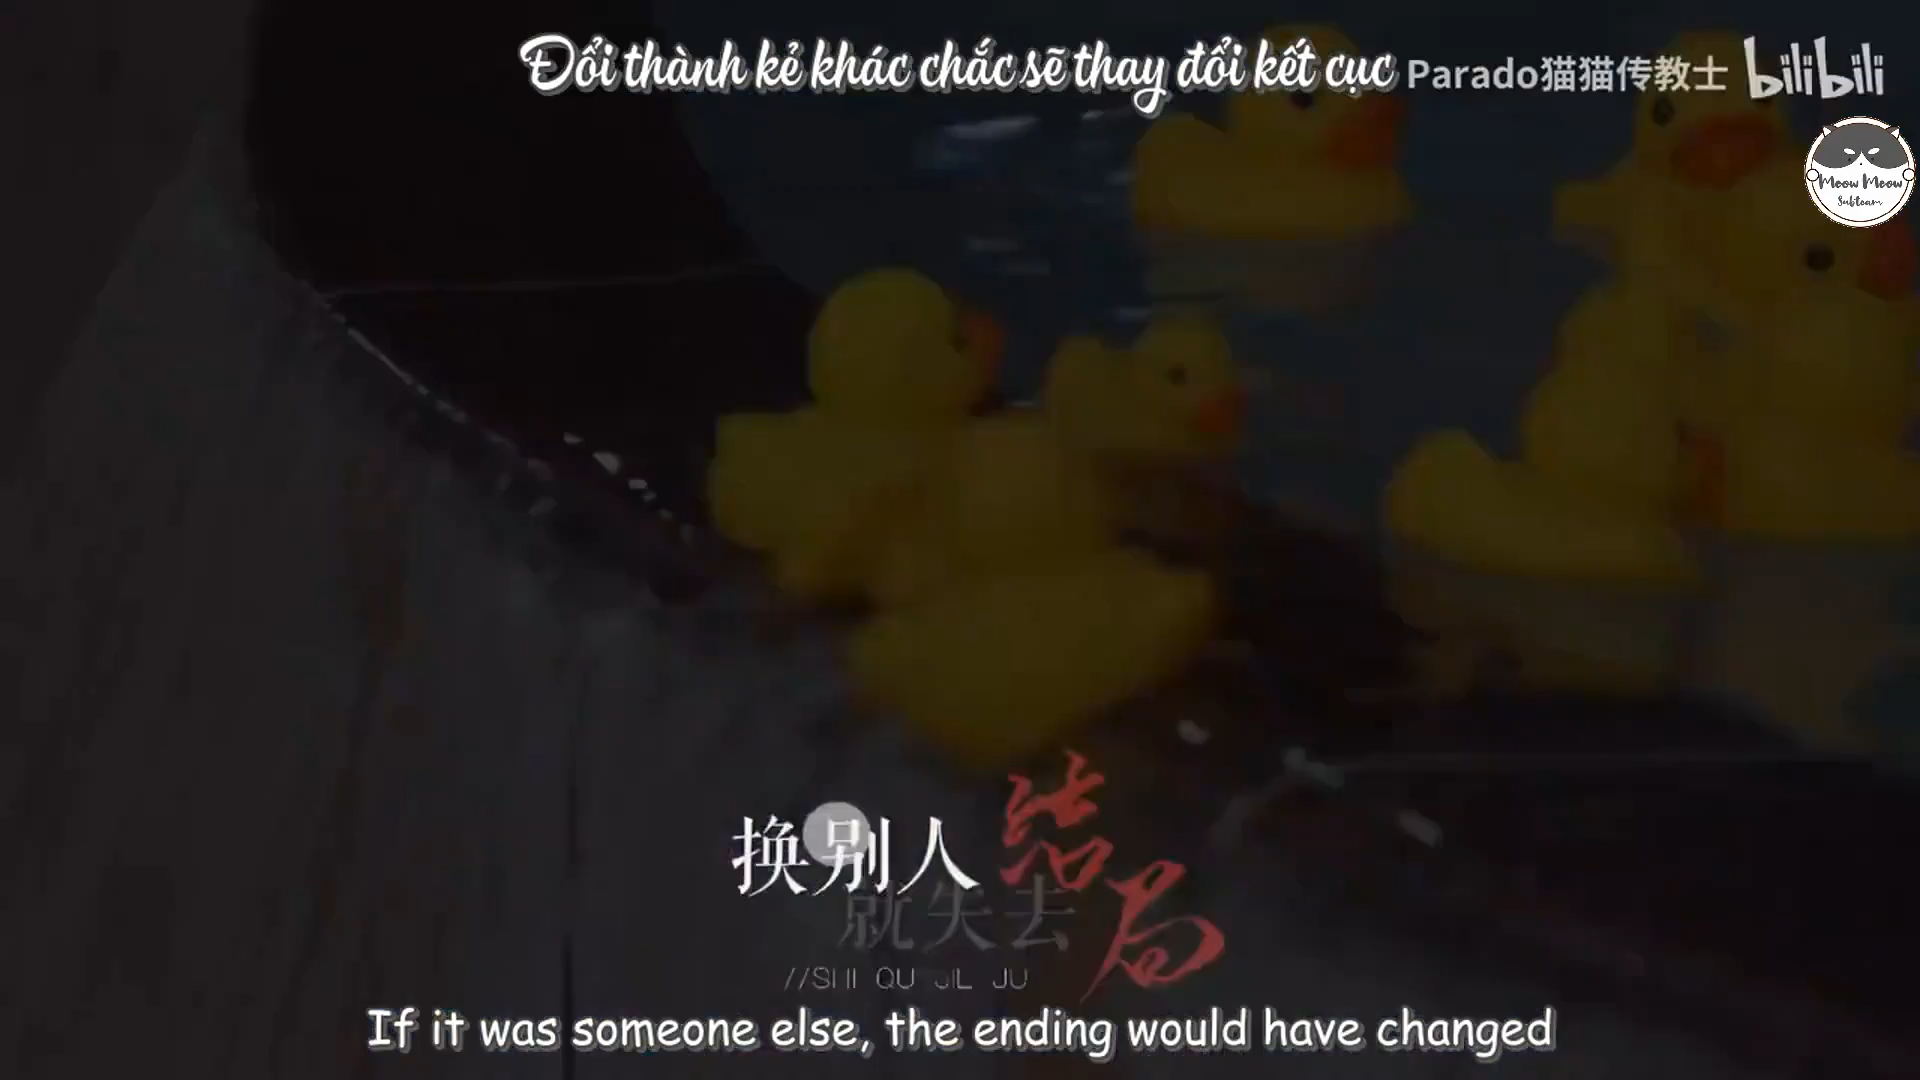 Đổi thành kẻ khác chắc sẽ thay đổi kết cục
Parado猫猫传教士 bilibili
Meow Meow
Subteam
换别人结局
就失去
//SHI QU JIE JU
If it was someone else, the ending would have changed